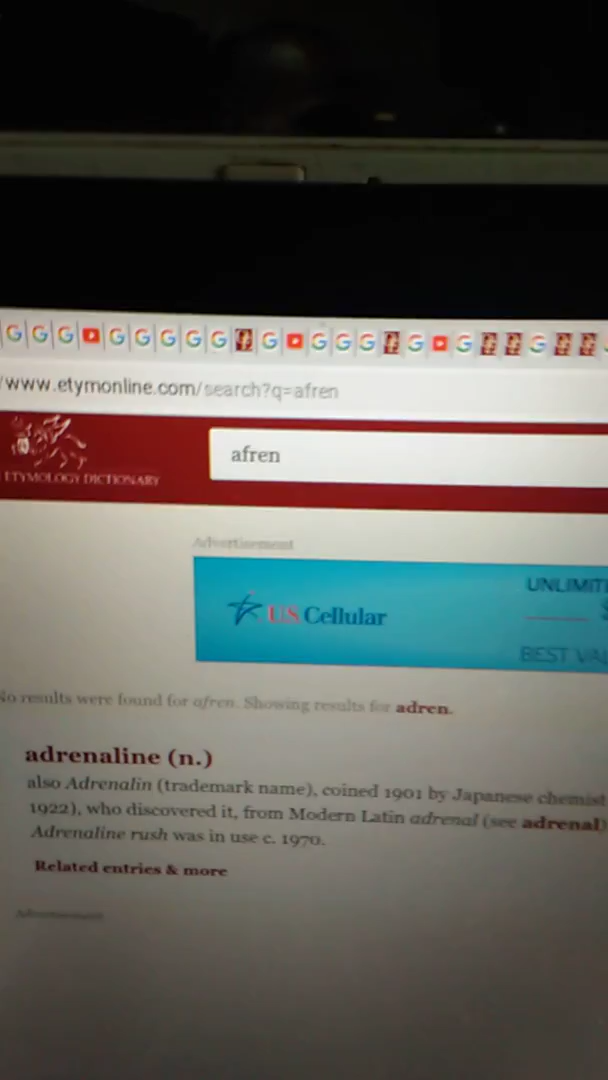 www.etymonline.com/search?q=afren
afren
ETYMOLOGY DICTIONARY
Advertisement
US Cellular
UNLIMIT
BEST VAL
No results were found for afren. Showing results for adren.
adrenaline (n.)
also Adrenalin (trademark name), coined 1901 by Japanese chemist
1922), who discovered it, from Modern Latin adrenal (see adrenal)
Adrenaline rush was in use c. 1970.
Related entries & more
Advertisement